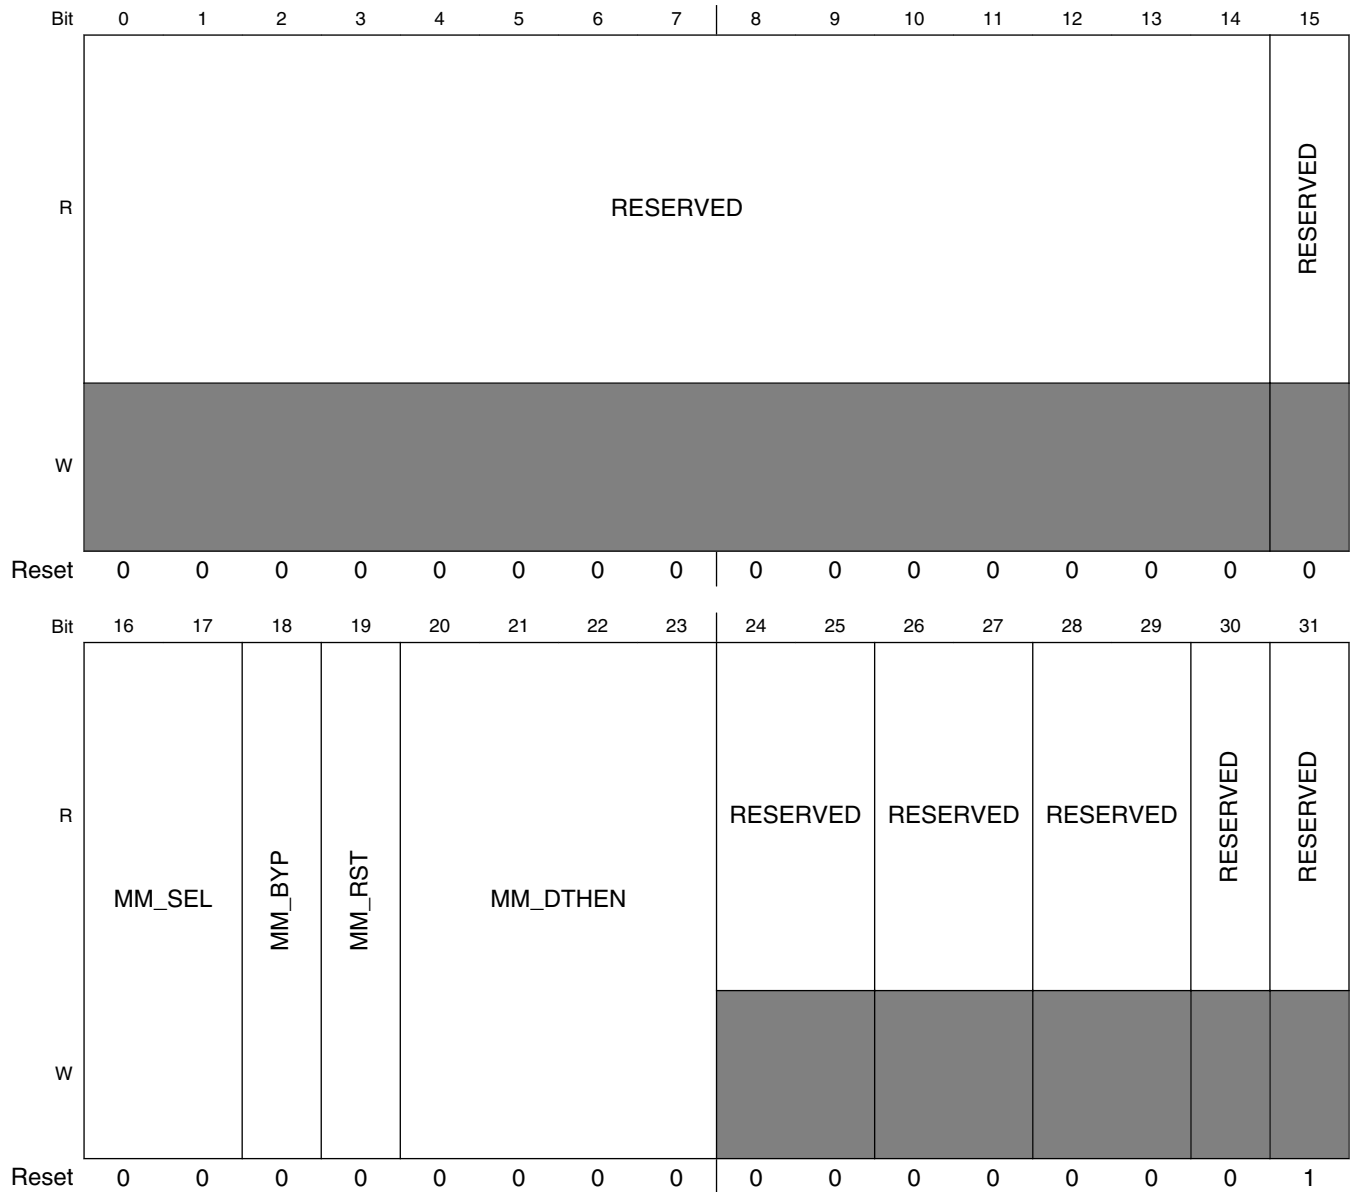 Bit 0 1 2 3 4 5 6 7 8 9 10 11 12 13 14 15
R RESERVED RESERVED
W
Reset 0 0 0 0 0 0 0 0 0 0 0 0 0 0 0 0
Bit 16 17 18 19 20 21 22 23 24 25 26 27 28 29 30 31
R RESERVED RESERVED RESERVED RESERVED RESERVED
MM_SEL MM_BYP MM_RST MM_DTHEN
W
Reset 0 0 0 0 0 0 0 0 0 0 0 0 0 0 0 1